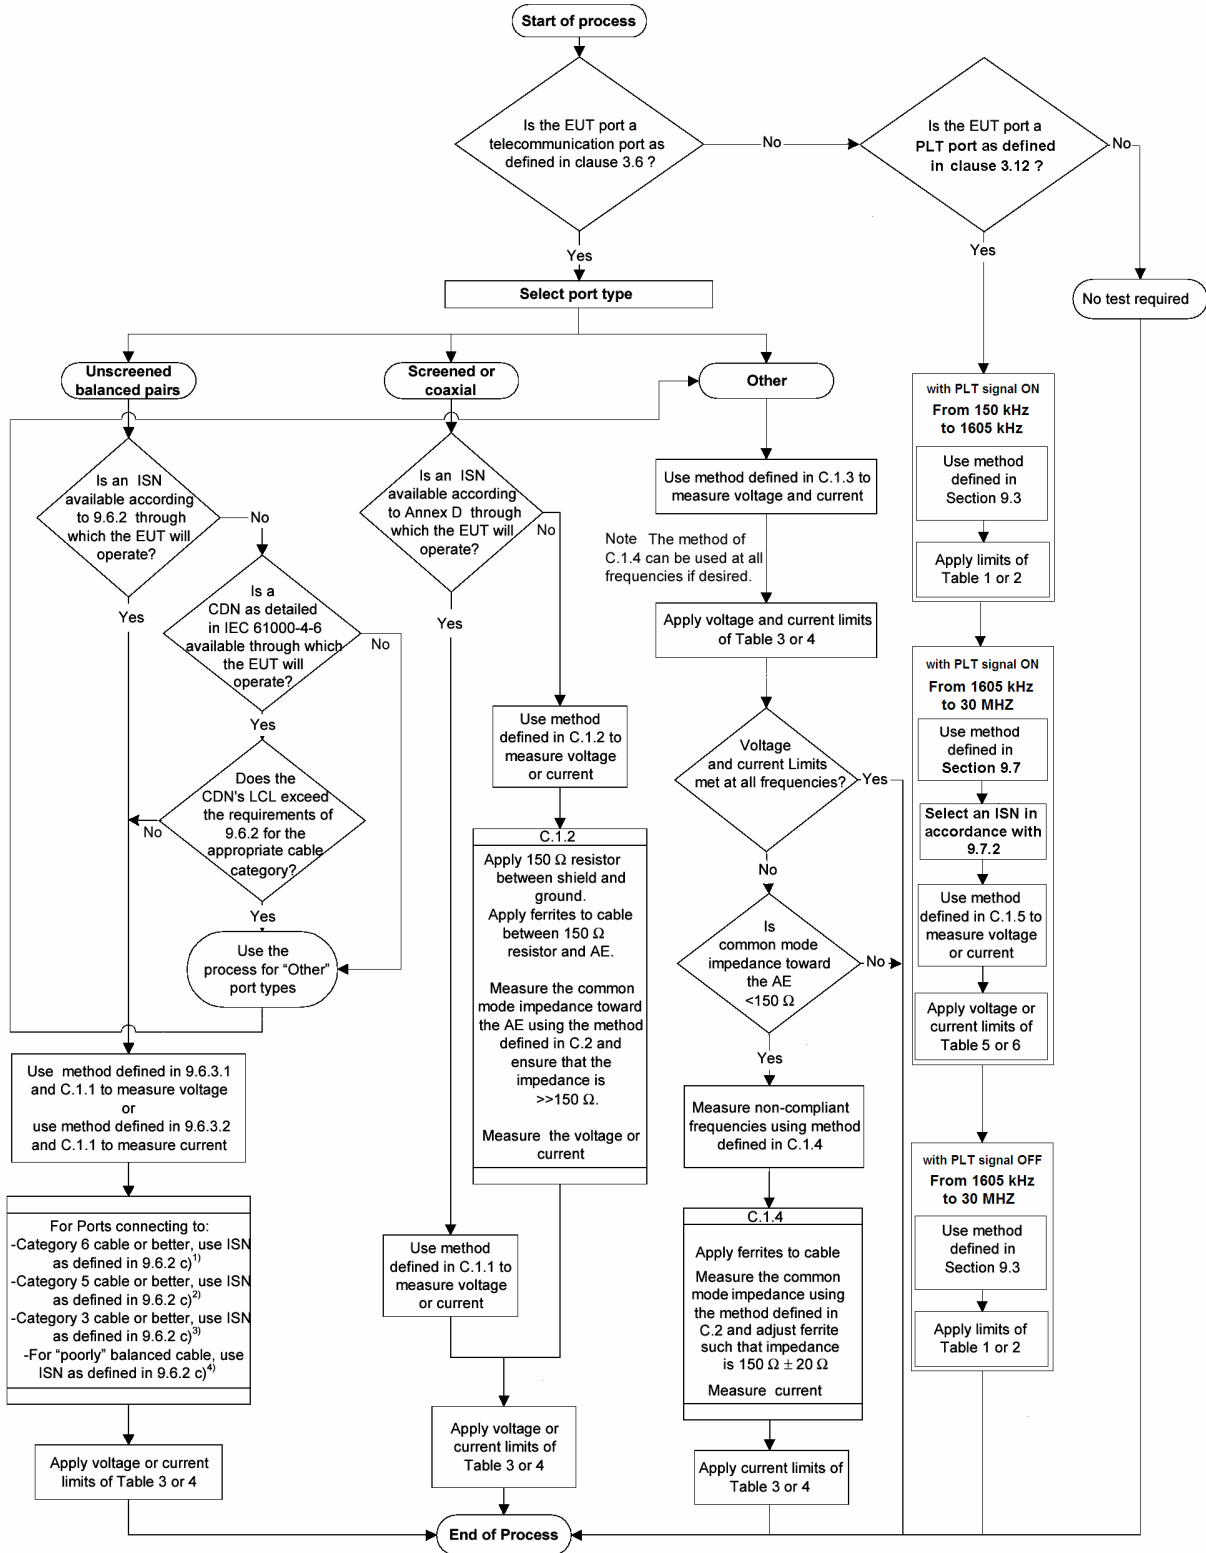 Start of process
Is the EUT port a
telecommunication port as
defined in clause 3.6 ?
No
Is the EUT port a
PLT port as defined
in clause 3.12 ?
No
Yes
Yes
Select port type
No test required
Unscreened
balanced pairs
Screened or
coaxial
Other
with PLT signal ON
From 150 kHz
to 1605 kHz
Use method
defined in
Section 9.3
Apply limits of
Table 1 or 2
Is an ISN
available according
to 9.6.2 through
which the EUT will
operate?
No
Yes
Is a
CDN as detailed
in IEC 61000-4-6
available through which
the EUT will
operate?
No
Yes
Does the
CDN's LCL exceed
the requirements of
9.6.2 for the
appropriate cable
category?
No
Yes
Use the
process for “Other”
port types
Use method defined in 9.6.3.1
and C.1.1 to measure voltage
or
use method defined in 9.6.3.2
and C.1.1 to measure current
For Ports connecting to:
-Category 6 cable or better, use ISN
as defined in 9.6.2 c)1)
-Category 5 cable or better, use ISN
as defined in 9.6.2 c)2)
-Category 3 cable or better, use ISN
as defined in 9.6.2 c)3)
-For “poorly” balanced cable, use
ISN as defined in 9.6.2 c)4)
Apply voltage or current
limits of Table 3 or 4
Is an ISN
available according
to Annex D through
which the EUT will
operate?
No
Yes
Use method
defined in C.1.2 to
measure voltage
or current
C.1.2
Apply 150 Ω resistor
between shield and
ground.
Apply ferrites to cable
between 150 Ω
resistor and AE.
Measure the common
mode impedance toward
the AE using the method
defined in C.2 and
ensure that the
impedance is
>>150 Ω.
Measure the voltage or
current
Use method
defined in C.1.1 to
measure voltage
or current
Apply voltage or
current limits of
Table 3 or 4
Use method defined in C.1.3 to
measure voltage and current
Note The method of
C.1.4 can be used at all
frequencies if desired.
Apply voltage and current limits
of Table 3 or 4
Voltage
and current Limits
met at all frequencies?
Yes
No
Is
common mode
impedance toward
the AE
<150 Ω
No
Yes
Measure non-compliant
frequencies using method
defined in C.1.4
C.1.4
Apply ferrites to cable
Measure the common
mode impedance using
the method defined in
C.2 and adjust ferrite
such that impedance
is 150 Ω ± 20 Ω
Measure current
Apply current limits of
Table 3 or 4
with PLT signal ON
From 1605 kHz
to 30 MHZ
Use method
defined in
Section 9.7
Select an ISN in
accordance with
9.7.2
Use method
defined in C.1.5 to
measure voltage
or current
Apply voltage or
current limits of
Table 5 or 6
with PLT signal OFF
From 1605 kHz
to 30 MHZ
Use method
defined in
Section 9.3
Apply limits of
Table 1 or 2
End of Process